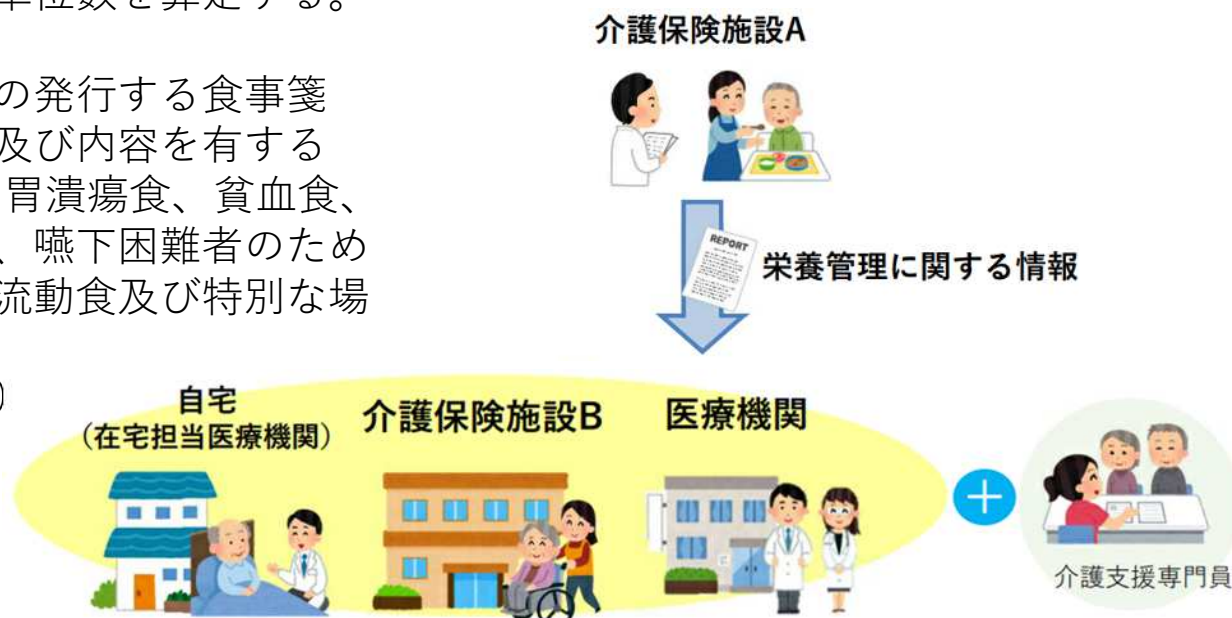 単位数を算定する。
の発行する食事箋
及び内容を有する
胃潰瘍食、貧血食、
、嚥下困難者のため
流動食及び特別な場
)
介護保険施設A
REPORT
栄養管理に関する情報
自宅
（在宅担当医療機関）
介護保険施設B
医療機関
+
介護支援専門員